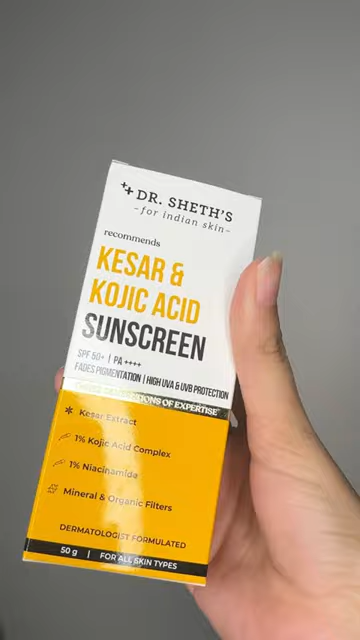 DR. SHETH'S
-for indian skin-
recommends
KESAR &
KOJIC ACID
SUNSCREEN
SPF 50+ | PA ++++
FADES PIGMENTATION | HIGH UVA & UVB PROTECTION
THREE GENERATIONS OF EXPERTISE
Kesar Extract
1% Kojic Acid Complex
1% Niacinamide
Mineral & Organic Filters
DERMATOLOGIST FORMULATED
50 g | FOR ALL SKIN TYPES